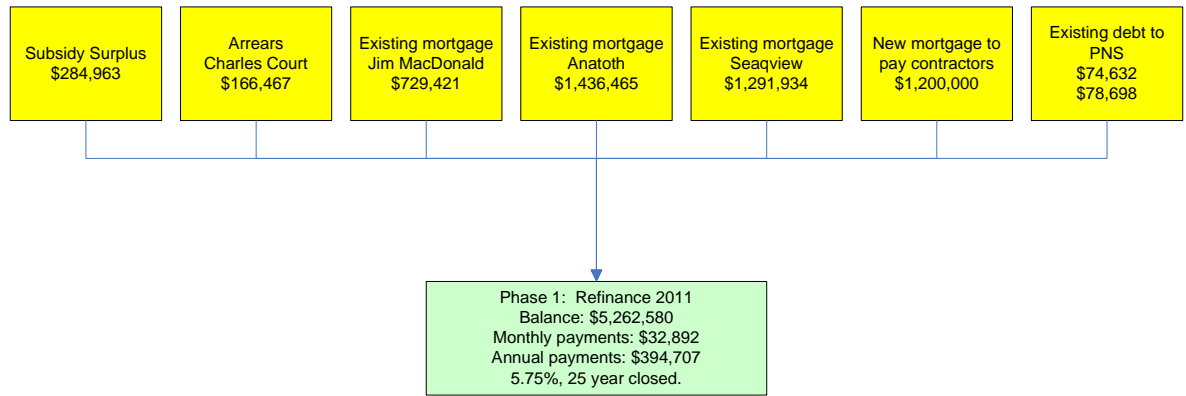 Subsidy Surplus
$284,963
Arrears
Charles Court
$166,467
Existing mortgage
Jim MacDonald
$729,421
Existing mortgage
Anatoth
$1,436,465
Existing mortgage
Seaqview
$1,291,934
New mortgage to
pay contractors
$1,200,000
Existing debt to
PNS
$74,632
$78,698
Phase 1:  Refinance 2011
Balance: $5,262,580
Monthly payments: $32,892
Annual payments: $394,707
5.75%, 25 year closed.